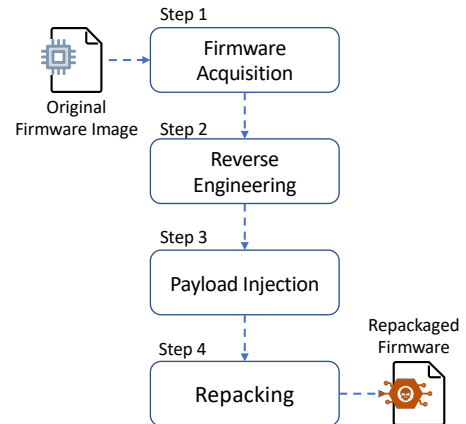 Step 1
Firmware
Acquisition
Original
Firmware Image
Step 2
Reverse
Engineering
Step 3
Payload Injection
Repackaged
Firmware
Step 4
Repacking